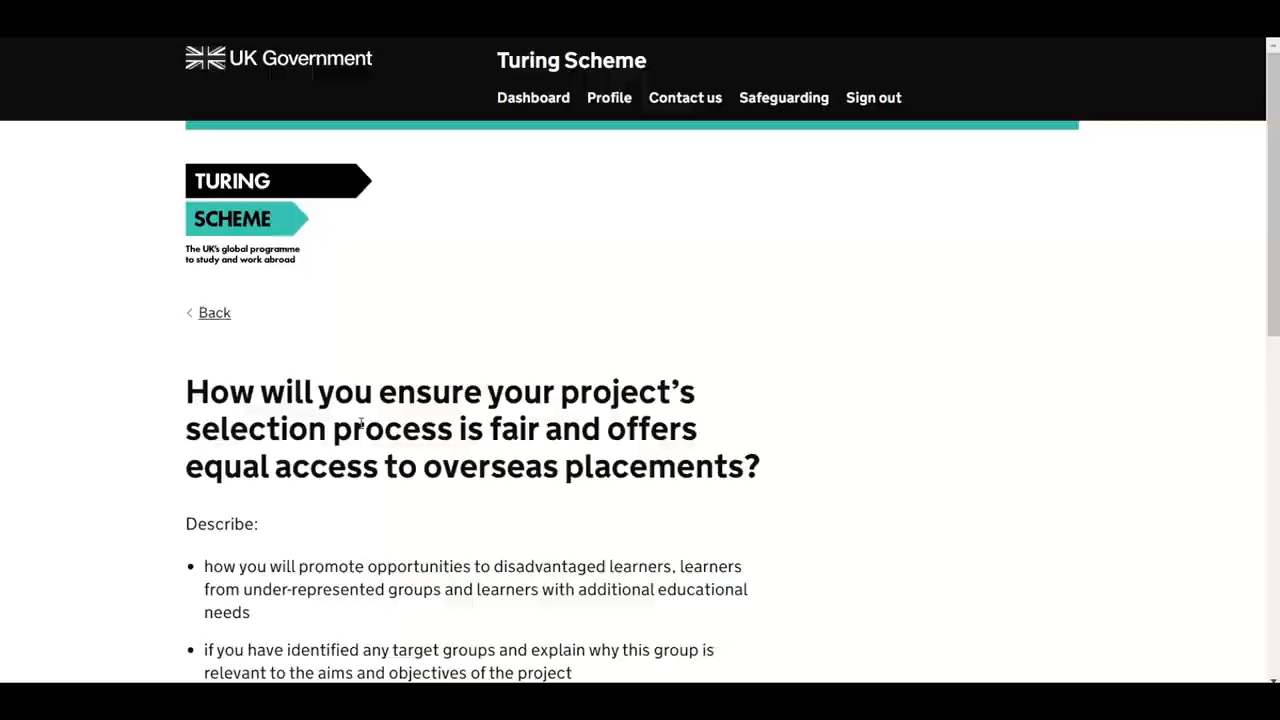 UK Government
Turing Scheme
Dashboard Profile Contact us Safeguarding Sign out
TURING
SCHEME
The UK's global programme
to study and work abroad
Back
How will you ensure your project’s
selection process is fair and offers
equal access to overseas placements?
Describe:
• how you will promote opportunities to disadvantaged learners, learners
from under-represented groups and learners with additional educational
needs
• if you have identified any target groups and explain why this group is
relevant to the aims and objectives of the project